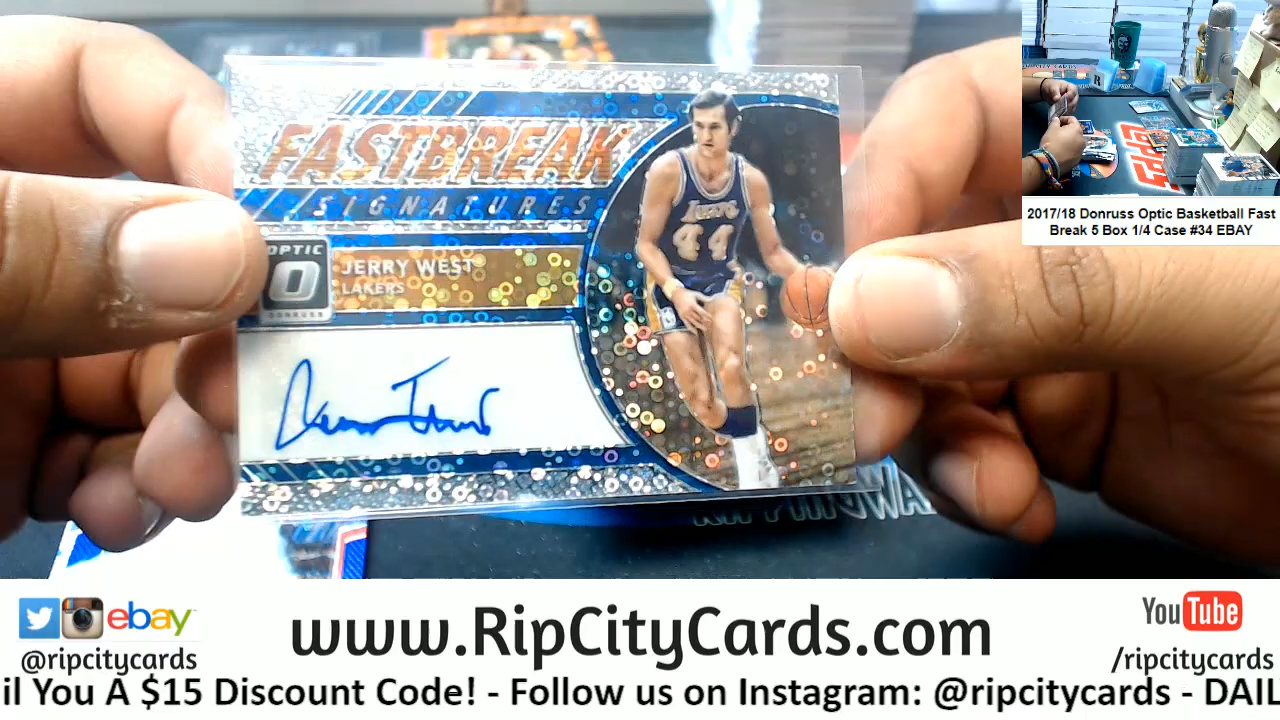 FASTBREAK
SIGNATURES
OPTIC
DONRUSS
JERRY WEST
LAKERS
44
2017/18 Donruss Optic Basketball Fast
Break 5 Box 1/4 Case #34 EBAY
ebay
@ripcitycards
www.RipCityCards.com
You Tube
/ripcitycards
il You A $15 Discount Code! - Follow us on Instagram: @ripcitycards - DAIL